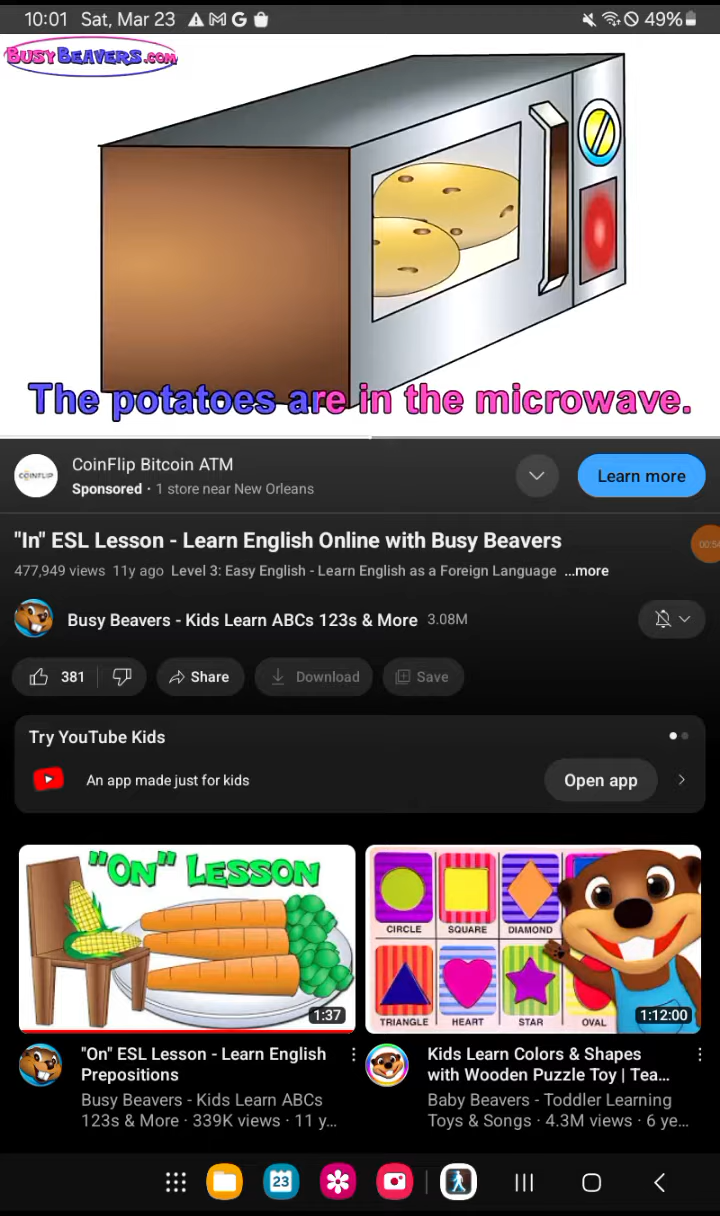 10:01 Sat, Mar 23 49%
BUSYBEAVERS.COM
The potatoes are in the microwave.
COINFLIP
CoinFlip Bitcoin ATM
Sponsored · 1 store near New Orleans
Learn more
"In" ESL Lesson - Learn English Online with Busy Beavers
477,949 views 11y ago Level 3: Easy English - Learn English as a Foreign Language ...more
Busy Beavers - Kids Learn ABCs 123s & More 3.08M
381 Share Download Save
Try YouTube Kids
An app made just for kids
Open app
"ON" LESSON
1:37
CIRCLE SQUARE DIAMOND
TRIANGLE HEART STAR OVAL
1:12:00
"On" ESL Lesson - Learn English
Prepositions
Busy Beavers - Kids Learn ABCs
123s & More · 339K views · 11 y...
Kids Learn Colors & Shapes
with Wooden Puzzle Toy | Tea...
Baby Beavers - Toddler Learning
Toys & Songs · 4.3M views · 6 ye...
23